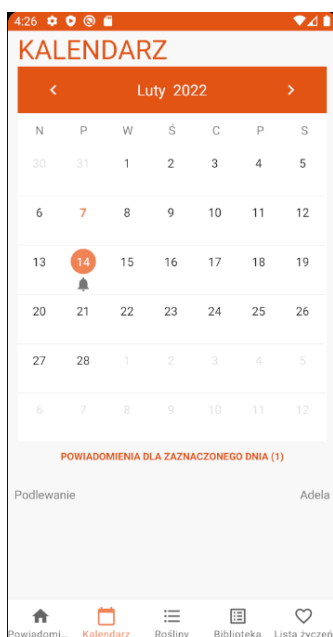 4:26
KALENDARZ
Luty 2022
N P W Ś C P S
30 31 1 2 3 4 5
6 7 8 9 10 11 12
13 14 15 16 17 18 19
20 21 22 23 24 25 26
27 28 1 2 3 4 5
6 7 8 9 10 11 12
POWIADOMIENIA DLA ZAZNACZONEGO DNIA (1)
Podlewanie Adela
Powiadomi... Kalendarz Rośliny Biblioteka Lista życzeń